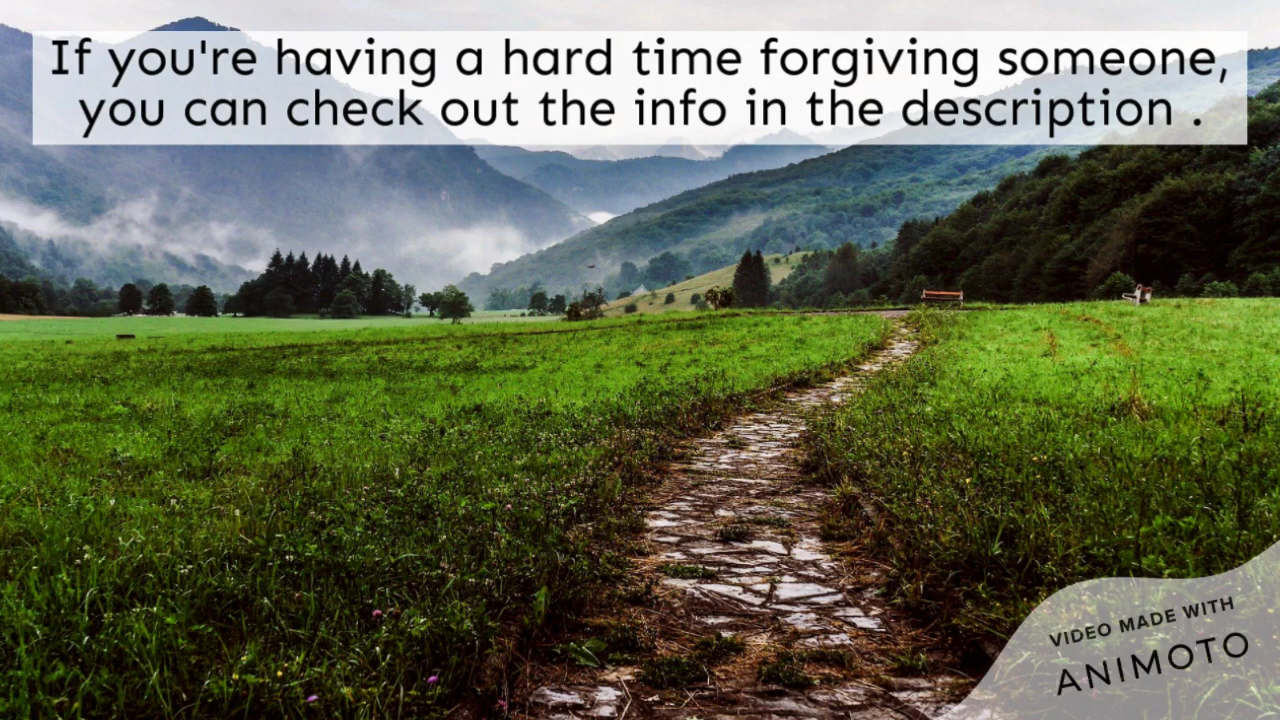 If you're having a hard time forgiving someone,
you can check out the info in the description .
VIDEO MADE WITH
ANIMOTO